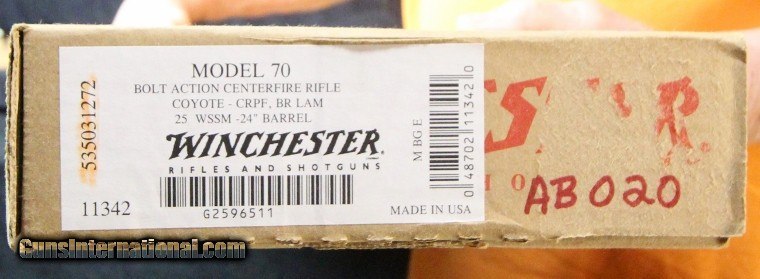 535031272
MODEL 70
BOLT ACTION CENTERFIRE RIFLE
COYOTE - CRPF, BR LAM
25 WSSM -24" BARREL
WINCHESTER®
RIFLES AND SHOTGUNS
11342
G2596511
MADE IN USA
M BG E
0 48702 11342 0
AB020
GunsInternational.com